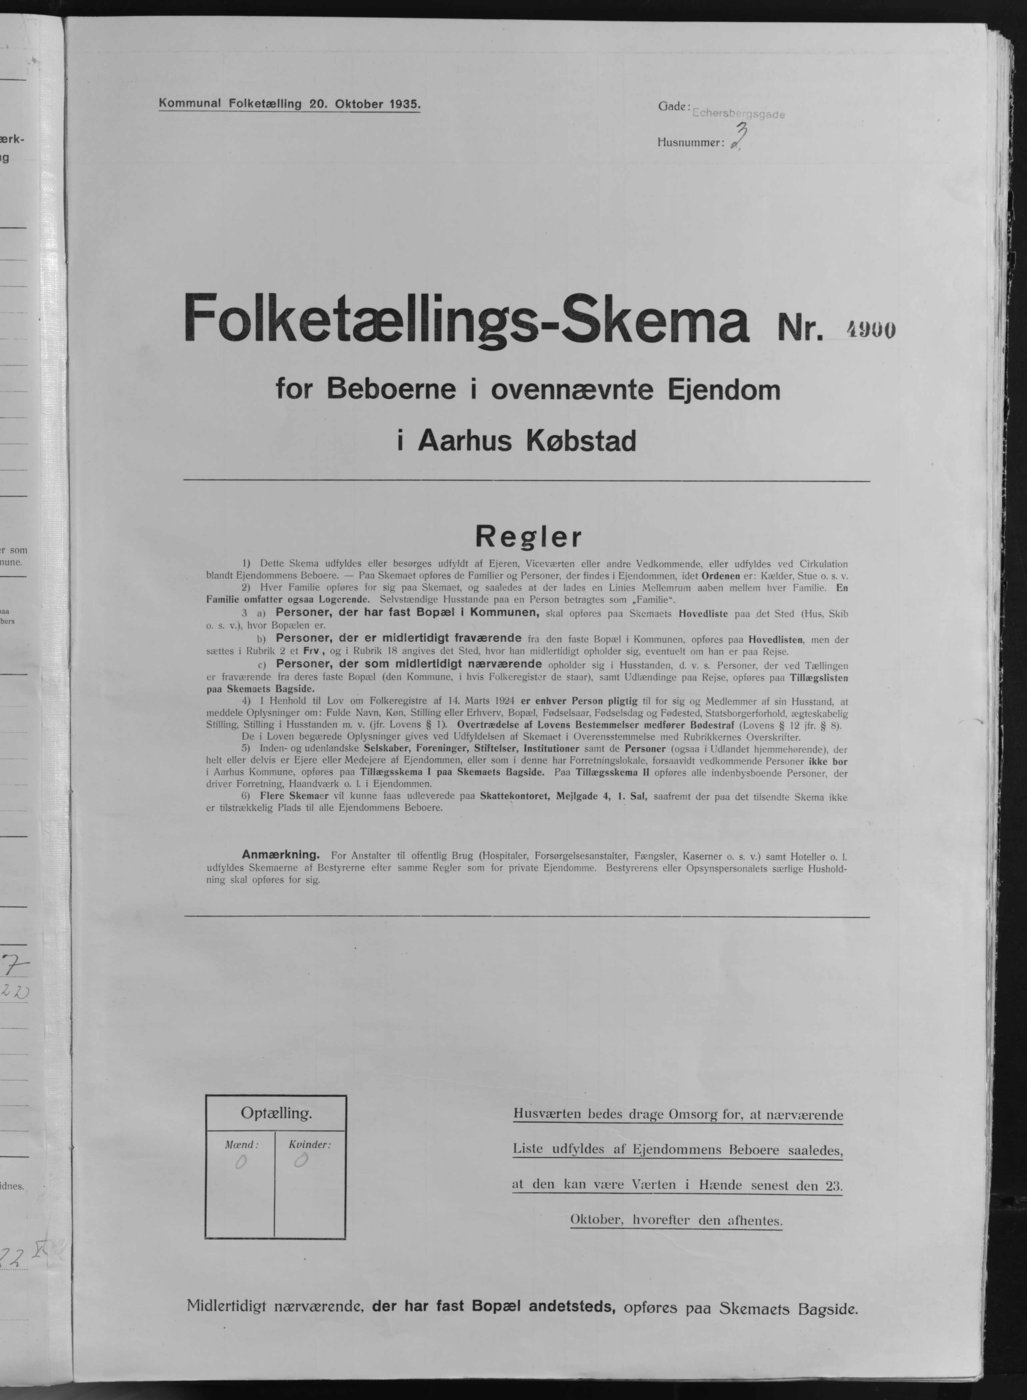 Kommunal Folketælling 20. Oktober 1935.
Gade: Echersbergsgade
Husnummer: 3
Folketællings-Skema Nr. 4900
for Beboerne i ovennævnte Ejendom
i Aarhus Købstad
Regler
1) Dette Skema udfyldes eller besørges udfyldt af Ejeren, Viceværten eller andre Vedkommende, eller udfyldes ved Cirkulation
blandt Ejendommens Beboere. — Paa Skemaet opføres de Familier og Personer, der findes i Ejendommen, idet Ordenen er: Kælder, Stue o. s. v.
2) Hver Familie opføres for sig paa Skemaet, og saaledes at der lades en Linies Mellemrum aaben mellem hver Familie. En
Familie omfatter ogsaa Logerende. Selvstændige Husstande paa en Person betragtes som „Familie".
3 a) Personer, der har fast Bopæl i Kommunen, skal opføres paa Skemaets Hovedliste paa det Sted (Hus, Skib
o. s. v.), hvor Bopælen er.
b) Personer, der er midlertidigt fraværende fra den faste Bopæl i Kommunen, opføres paa Hovedlisten, men der
sættes i Rubrik 2 et Frv., og i Rubrik 18 angives det Sted, hvor han midlertidigt opholder sig, eventuelt om han er paa Rejse.
c) Personer, der som midlertidigt nærværende opholder sig i Husstanden, d. v. s. Personer, der ved Tællingen
er fraværende fra deres faste Bopæl (den Kommune, i hvis Folkeregister de staar), samt Udlændinge paa Rejse, opføres paa Tillægslisten
paa Skemaets Bagside.
4) I Henhold til Lov om Folkeregistre af 14. Marts 1924 er enhver Person pligtig til for sig og Medlemmer af sin Husstand, at
meddele Oplysninger om: Fulde Navn, Køn, Stilling eller Erhverv, Bopæl, Fødselsaar, Fødselsdag og Fødested, Statsborgerforhold, ægteskabelig
Stilling, Stilling i Husstanden m. v. (jfr. Lovens § 1). Overtrædelse af Lovens Bestemmelser medfører Bødestraf (Lovens § 12 jfr. § 8).
De i Loven begærede Oplysninger gives ved Udfyldelsen af Skemaet i Overensstemmelse med Rubrikkernes Overskrifter.
5) Inden- og udenlandske Selskaber, Foreninger, Stiftelser, Institutioner samt de Personer (ogsaa i Udlandet hjemmehørende), der
helt eller delvis er Ejere eller Medejere af Ejendommen, eller som i denne har Forretningslokale, forsaavidt vedkommende Personer ikke bor
i Aarhus Kommune, opføres paa Tillægsskema I paa Skemaets Bagside. Paa Tillægsskema II opføres alle indenbysboende Personer, der
driver Forretning, Haandværk o. l. i Ejendommen.
6) Flere Skemaer vil kunne faas udleverede paa Skattekontoret, Mejlgade 4, 1. Sal, saafremt der paa det tilsendte Skema ikke
er tilstrækkelig Plads til alle Ejendommens Beboere.
Anmærkning. For Anstalter til offentlig Brug (Hospitaler, Forsørgelsesanstalter, Fængsler, Kaserner o. s. v.) samt Hoteller o. l.
udfyldes Skemaerne af Bestyrerne efter samme Regler som for private Ejendomme. Bestyrerens eller Opsynspersonalets særlige Hushold-
ning skal opføres for sig.
Optælling.
Mænd: Kvinder:
0 0
Husværten bedes drage Omsorg for, at nærværende
Liste udfyldes af Ejendommens Beboere saaledes,
at den kan være Værten i Hænde senest den 23.
Oktober, hvorefter den afhentes.
Midlertidigt nærværende, der har fast Bopæl andetsteds, opføres paa Skemaets Bagside.